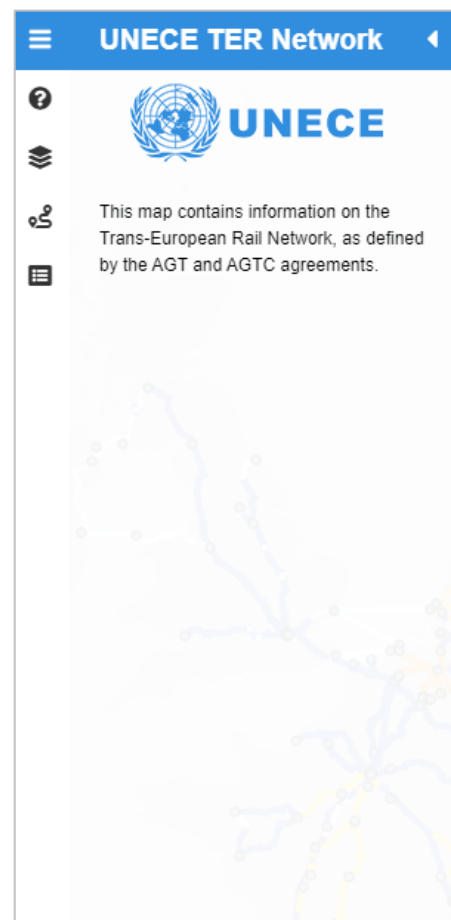 UNECE TER Network
UNECE
This map contains information on the
Trans-European Rail Network, as defined
by the AGT and AGTC agreements.